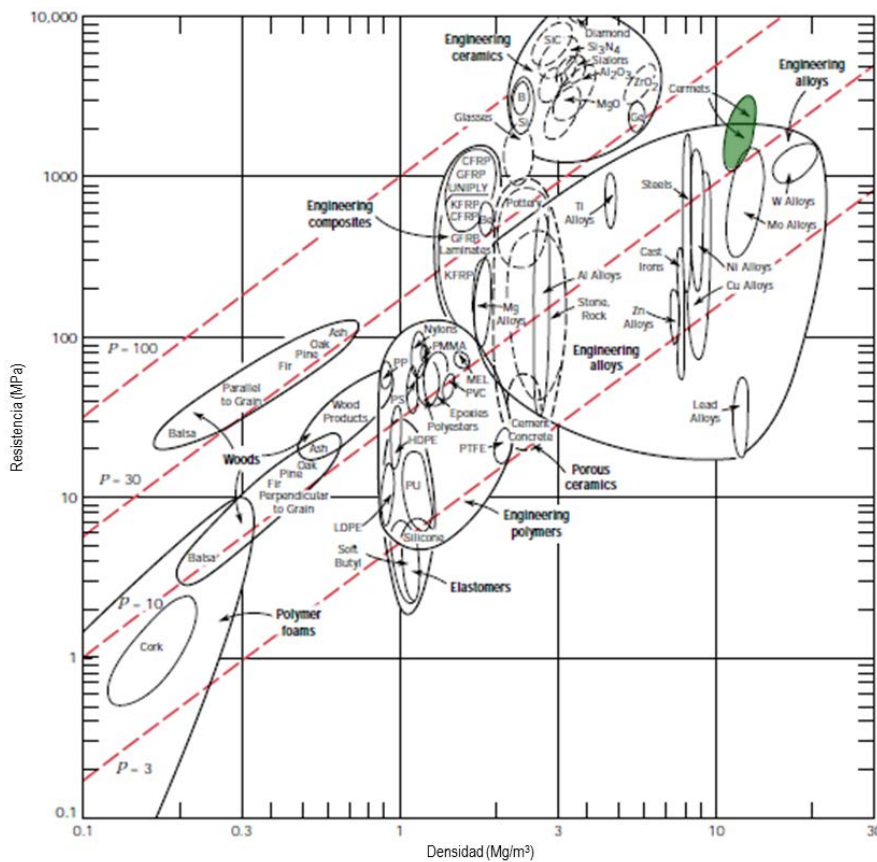 10,000
1000
100
10
1
0.1
Resistencia (MPa)
0.1
0.3
1
3
10
30
Densidad (Mg/m³)
Engineering
ceramics
Diamond
SiC
Si₃N₄
Sialons
Al₂O₃
ZrO₂
MgO
B
Si
Ge
Glasses
Cermets
Engineering
alloys
CFRP
GFRP
UNIPLY
KFRP
CFRP
Be
GFRP
Laminates
KFRP
Engineering
composites
Pottery
Ti
Alloys
Steels
W Alloys
Mo Alloys
Cast
Irons
Ni Alloys
Cu Alloys
Zn
Alloys
Al Alloys
Stone,
Rock
Mg
Alloys
Engineering
alloys
Lead
Alloys
Nylons
PMMA
PP
MEL
PVC
PS
Epoxies
Polyesters
HDPE
PTFE
Cement
Concrete
Porous
ceramics
PU
LDPE
Engineering
polymers
Silicone
Soft
Butyl
Elastomers
P = 100
Ash
Oak
Pine
Fir
Parallel
to Grain
Balsa
Wood
Products
Woods
P = 30
Ash
Oak
Pine
Fir
Perpendicular
to Grain
Balsa
P = 10
Polymer
foams
Cork
P = 3